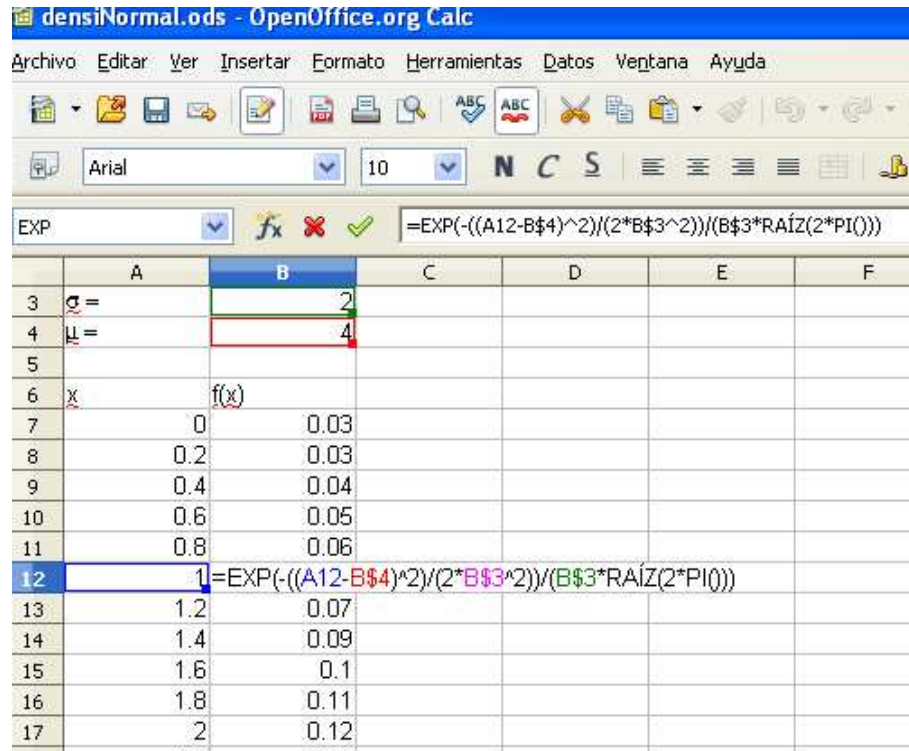 densiNormal.ods - OpenOffice.org Calc
Archivo Editar Ver Insertar Formato Herramientas Datos Ventana Ayuda
ABC ABC
Arial 10 N C S
EXP fx =EXP(-((A12-B$4)^2)/(2*B$3^2))/(B$3*RAÍZ(2*PI()))
A B C D E F
3 σ = 2
4 μ = 4
5
6 x f(x)
7 0 0.03
8 0.2 0.03
9 0.4 0.04
10 0.6 0.05
11 0.8 0.06
12 1 =EXP(-((A12-B$4)^2)/(2*B$3^2))/(B$3*RAÍZ(2*PI()))
13 1.2 0.07
14 1.4 0.09
15 1.6 0.1
16 1.8 0.11
17 2 0.12